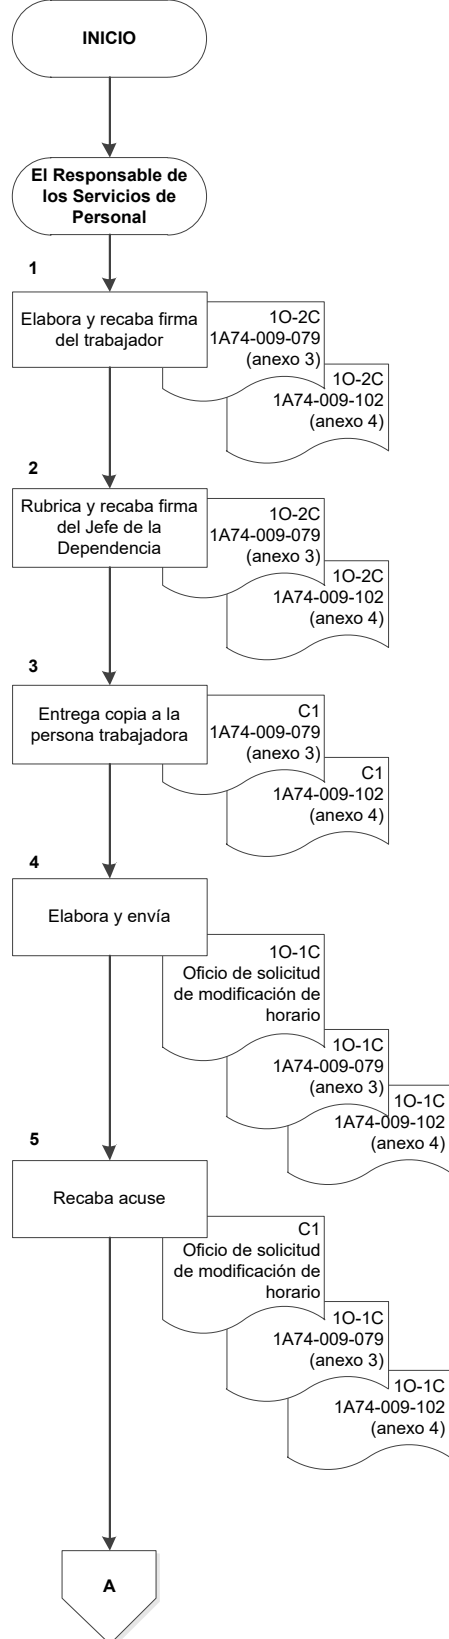 INICIO
El Responsable de
los Servicios de
Personal
1
Elabora y recaba firma
del trabajador
1O-2C
1A74-009-079
(anexo 3)
1O-2C
1A74-009-102
(anexo 4)
2
Rubrica y recaba firma
del Jefe de la
Dependencia
1O-2C
1A74-009-079
(anexo 3)
1O-2C
1A74-009-102
(anexo 4)
3
Entrega copia a la
persona trabajadora
C1
1A74-009-079
(anexo 3)
C1
1A74-009-102
(anexo 4)
4
Elabora y envía
1O-1C
Oficio de solicitud
de modificación de
horario
1O-1C
1A74-009-079
(anexo 3)
1O-1C
1A74-009-102
(anexo 4)
5
Recaba acuse
C1
Oficio de solicitud
de modificación de
horario
1O-1C
1A74-009-079
(anexo 3)
1O-1C
1A74-009-102
(anexo 4)
A